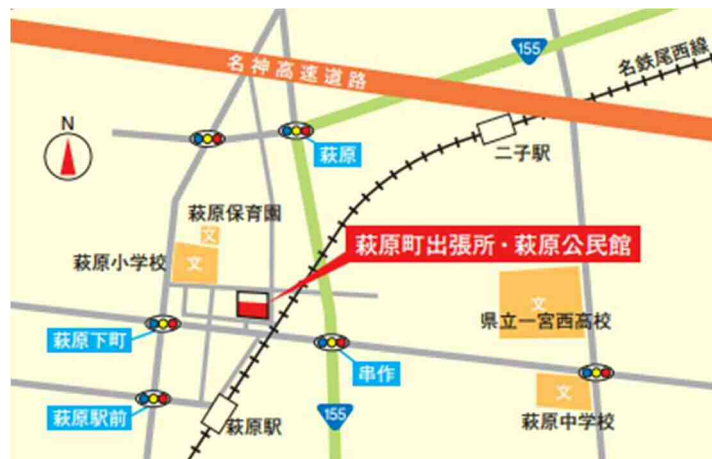 155
名鉄尾西線
名神高速道路
N
萩原
二子駅
萩原保育園
文
萩原町出張所・萩原公民館
萩原小学校
文
文
県立一宮西高校
萩原下町
串作
文
萩原駅前
萩原駅
155
萩原中学校